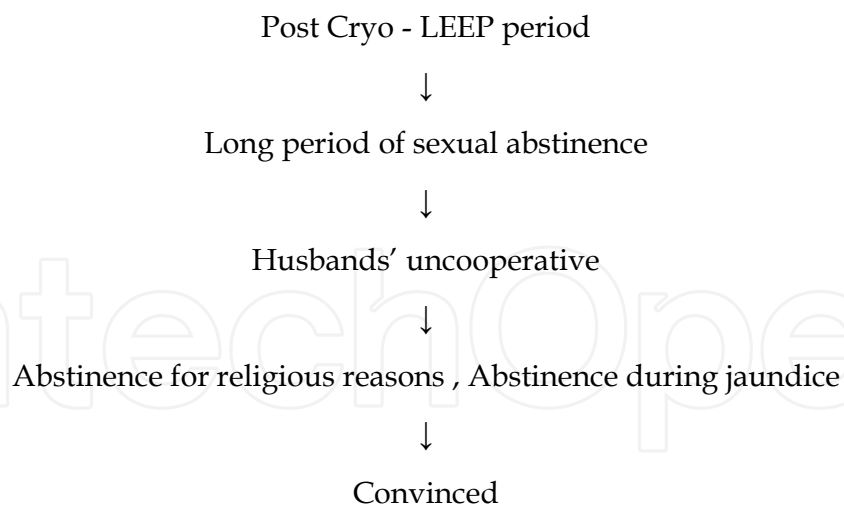 Post Cryo - LEEP period
↓
Long period of sexual abstinence
↓
Husbands' uncooperative
↓
Abstinence for religious reasons , Abstinence during jaundice
↓
Convinced
ntechOpe